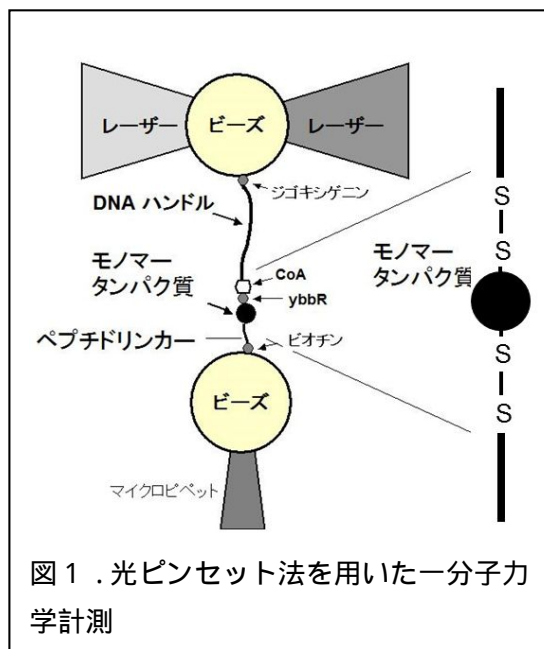 レーザー
ビーズ
レーザー
ジゴキシゲニン
DNA ハンドル
S
CoA
S
モノマー
タンパク質
モノマー
タンパク質
ybbR
ペプチドリンカー
ビオチン
S
S
ビーズ
マイクロピペット
図1 .光ピンセット法を用いた一分子力
学計測